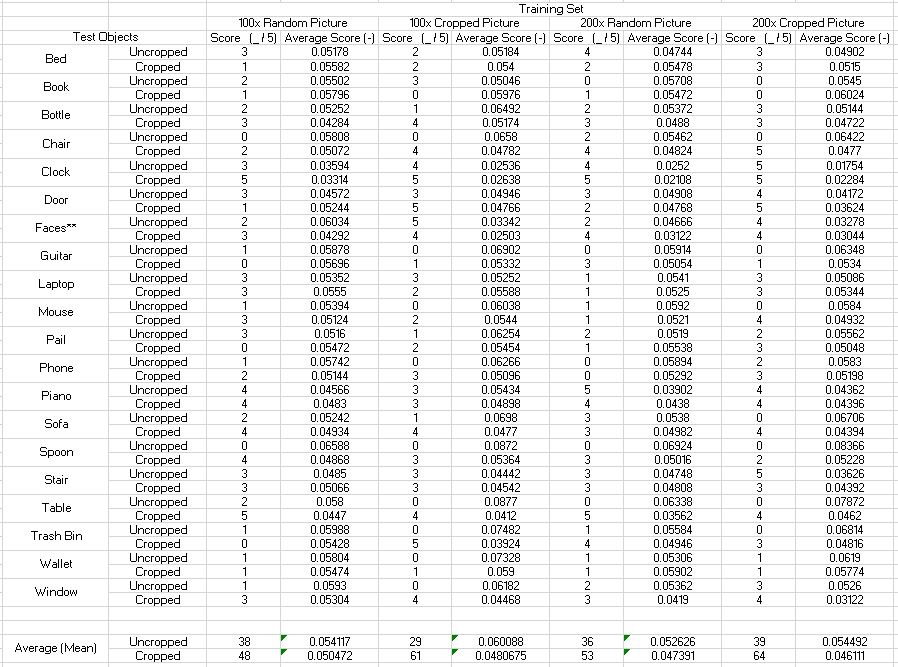 Training Set
100x Random Picture 100x Cropped Picture 200x Random Picture 200x Cropped Picture
Test Objects Score (_/5) Average Score (-) Score (_/5) Average Score (-) Score (_/5) Average Score (-) Score (_/5) Average Score (-)
Bed Uncropped 3 0.05178 2 0.05184 4 0.04744 3 0.04902
Cropped 1 0.05582 2 0.054 2 0.05478 3 0.0515
Book Uncropped 2 0.05502 3 0.05046 0 0.05708 0 0.0545
Cropped 1 0.05796 0 0.05976 1 0.05472 0 0.06024
Bottle Uncropped 2 0.05252 1 0.06492 2 0.05372 3 0.05144
Cropped 3 0.04284 4 0.05174 3 0.0488 3 0.04722
Chair Uncropped 0 0.05808 0 0.0658 2 0.05462 0 0.06422
Cropped 2 0.05072 4 0.04782 4 0.04824 5 0.0477
Clock Uncropped 3 0.03594 4 0.02536 4 0.0252 5 0.01754
Cropped 5 0.03314 5 0.02638 5 0.02108 5 0.02284
Door Uncropped 3 0.04572 3 0.04946 3 0.04908 4 0.04172
Cropped 1 0.05244 5 0.04766 2 0.04768 5 0.03624
Faces** Uncropped 2 0.06034 5 0.03342 2 0.04666 4 0.03278
Cropped 3 0.04292 4 0.02503 4 0.03122 4 0.03044
Guitar Uncropped 1 0.05878 0 0.06902 0 0.05914 0 0.06348
Cropped 0 0.05696 1 0.05332 3 0.05054 1 0.0534
Laptop Uncropped 3 0.05352 3 0.05252 1 0.0541 3 0.05086
Cropped 3 0.0555 2 0.05588 1 0.0525 3 0.05344
Mouse Uncropped 1 0.05394 0 0.06038 1 0.0592 0 0.0584
Cropped 3 0.05124 2 0.0544 1 0.0521 4 0.04932
Pail Uncropped 3 0.0516 1 0.06254 2 0.0519 2 0.05562
Cropped 0 0.05472 2 0.05454 1 0.05538 3 0.05048
Phone Uncropped 1 0.05742 0 0.06266 0 0.05894 2 0.0583
Cropped 2 0.05144 3 0.05096 0 0.05292 3 0.05198
Piano Uncropped 4 0.04566 3 0.05434 5 0.03902 4 0.04362
Cropped 4 0.0483 3 0.04898 4 0.0438 4 0.04396
Sofa Uncropped 2 0.05242 1 0.0698 3 0.0538 0 0.06706
Cropped 4 0.04934 4 0.0477 3 0.04982 4 0.04394
Spoon Uncropped 0 0.06588 0 0.0872 0 0.06924 0 0.08366
Cropped 4 0.04868 3 0.05364 3 0.05016 2 0.05228
Stair Uncropped 3 0.0485 3 0.04442 3 0.04748 5 0.03626
Cropped 3 0.05066 3 0.04542 3 0.04808 3 0.04392
Table Uncropped 2 0.058 0 0.0877 0 0.06338 0 0.07872
Cropped 5 0.0447 4 0.0412 5 0.03562 4 0.0462
Trash Bin Uncropped 1 0.05988 0 0.07482 1 0.05584 0 0.06814
Cropped 0 0.05428 5 0.03924 4 0.04946 3 0.04816
Wallet Uncropped 1 0.05804 0 0.07328 1 0.05306 1 0.0619
Cropped 1 0.05474 1 0.059 1 0.05902 1 0.05774
Window Uncropped 1 0.0593 0 0.06182 2 0.05362 3 0.0526
Cropped 3 0.05304 4 0.04468 3 0.0419 4 0.03122
Average (Mean) Uncropped 38 0.054117 29 0.060088 36 0.052626 39 0.054492
Cropped 48 0.050472 61 0.0480675 53 0.047391 64 0.046111